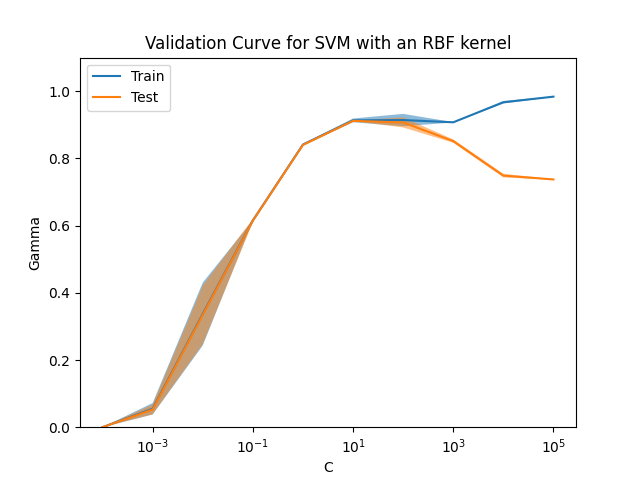 Validation Curve for SVM with an RBF kernel
Train
Test
1.0
0.8
0.6
0.4
0.2
0.0
Gamma
10⁻³
10⁻¹
10¹
10³
10⁵
C